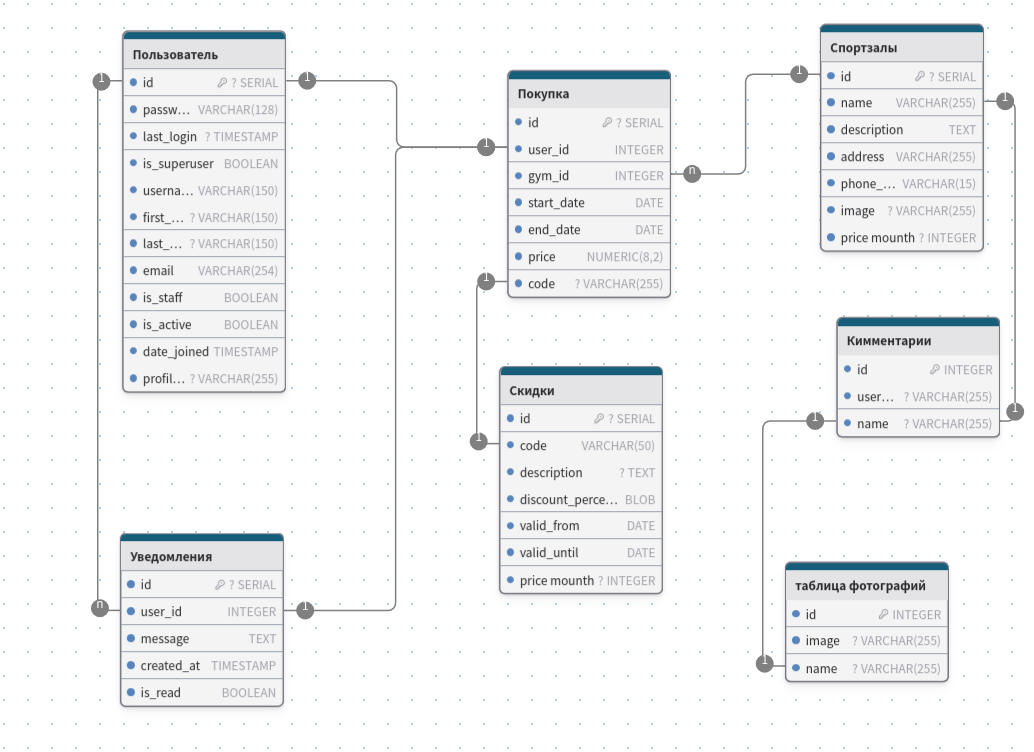 Пользователь
id ? SERIAL
passw... VARCHAR(128)
last_login ? TIMESTAMP
is_superuser BOOLEAN
userna... VARCHAR(150)
first_... ? VARCHAR(150)
last_... ? VARCHAR(150)
email VARCHAR(254)
is_staff BOOLEAN
is_active BOOLEAN
date_joined TIMESTAMP
profil... ? VARCHAR(255)
1
1
Уведомления
id ? SERIAL
user_id INTEGER
message TEXT
created_at TIMESTAMP
is_read BOOLEAN
n
1
Покупка
id ? SERIAL
user_id INTEGER
gym_id INTEGER
start_date DATE
end_date DATE
price NUMERIC(8,2)
code ? VARCHAR(255)
1
n
1
Скидки
id ? SERIAL
code VARCHAR(50)
description ? TEXT
discount_perce... BLOB
valid_from DATE
valid_until DATE
price mounth ? INTEGER
1
Спортзалы
id ? SERIAL
name VARCHAR(255)
description TEXT
address VARCHAR(255)
phone_... VARCHAR(15)
image ? VARCHAR(255)
price mounth ? INTEGER
1
1
Кимментарии
id INTEGER
user... ? VARCHAR(255)
name ? VARCHAR(255)
1
1
таблица фотографий
id INTEGER
image ? VARCHAR(255)
name ? VARCHAR(255)
1